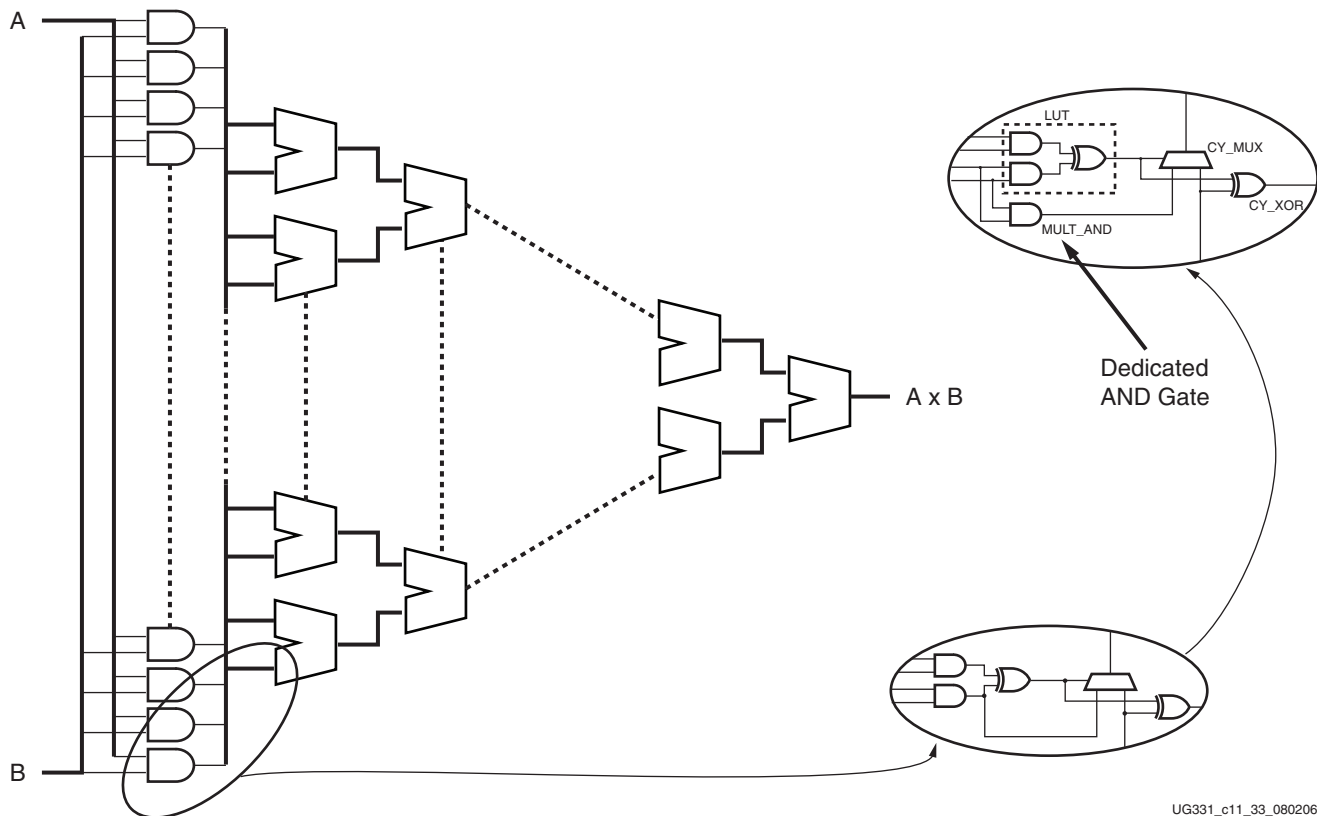 A
LUT
CY_MUX
CY_XOR
MULT_AND
Dedicated
AND Gate
A x B
B
UG331_c11_33_080206